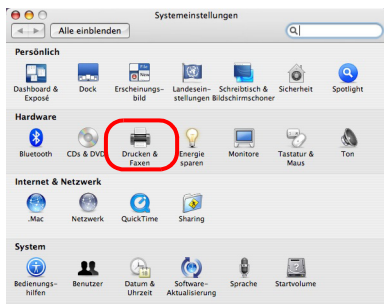 Systemeinstellungen
Alle einblenden
Persönlich
Dashboard & Exposé
Dock
Erscheinungs-
bild
Landesein-
stellungen
Schreibtisch &
Bildschirmschoner
Sicherheit
Spotlight
Hardware
Bluetooth
CDs & DVDs
Drucken &
Faxen
Energie
sparen
Monitore
Tastatur &
Maus
Ton
Internet & Netzwerk
.Mac
Netzwerk
QuickTime
Sharing
System
Bedienungs-
hilfen
Benutzer
Datum &
Uhrzeit
Software-
Aktualisierung
Sprache
Startvolume